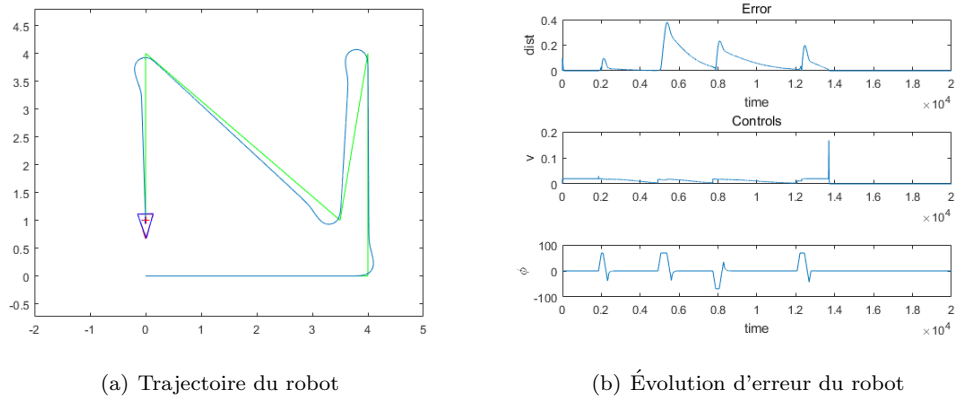 4.5
4
3.5
3
2.5
2
1.5
1
0.5
0
-0.5
-2 -1 0 1 2 3 4 5
(a) Trajectoire du robot
Error
dist
0.4
0.2
0
0 0.2 0.4 0.6 0.8 1 1.2 1.4 1.6 1.8 2
time
×10⁴
Controls
v
0.2
0.1
0
0 0.2 0.4 0.6 0.8 1 1.2 1.4 1.6 1.8 2
×10⁴
ϕ
100
0
-100
0 0.2 0.4 0.6 0.8 1 1.2 1.4 1.6 1.8 2
time
×10⁴
(b) Évolution d'erreur du robot